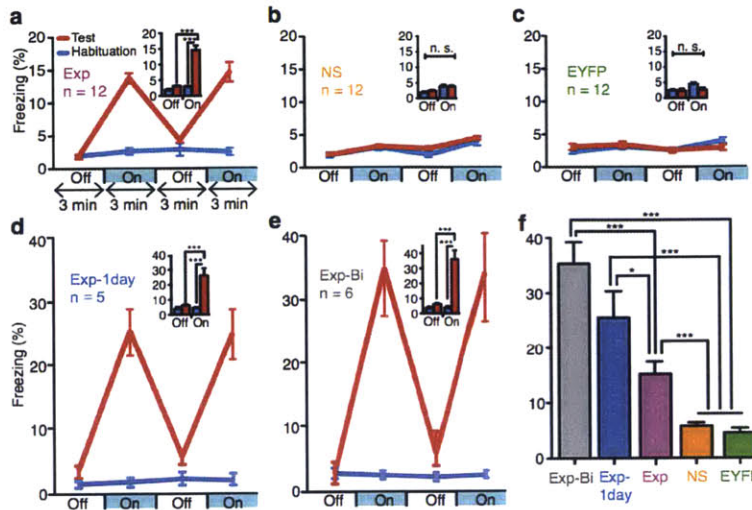 a
Test
Habituation
Freezing (%)
20
15
10
5
0
Exp
n = 12
***
***
20
15
10
5
0
Off
On
Off
On
Off
On
3 min
3 min
3 min
3 min
b
20
15
10
5
0
NS
n = 12
n. s.
20
15
10
5
0
Off
On
Off
On
Off
On
c
20
15
10
5
0
EYFP
n = 12
n. s.
20
15
10
5
0
Off
On
Off
On
Off
On
d
Freezing (%)
40
30
20
10
0
Exp-1day
n = 5
***
***
40
30
20
10
0
Off
On
Off
On
Off
On
e
40
30
20
10
0
Exp-Bi
n = 6
***
***
40
30
20
10
0
Off
On
Off
On
Off
On
f
40
30
20
10
0
***
***
***
*
***
Exp-Bi
Exp-
1day
Exp
NS